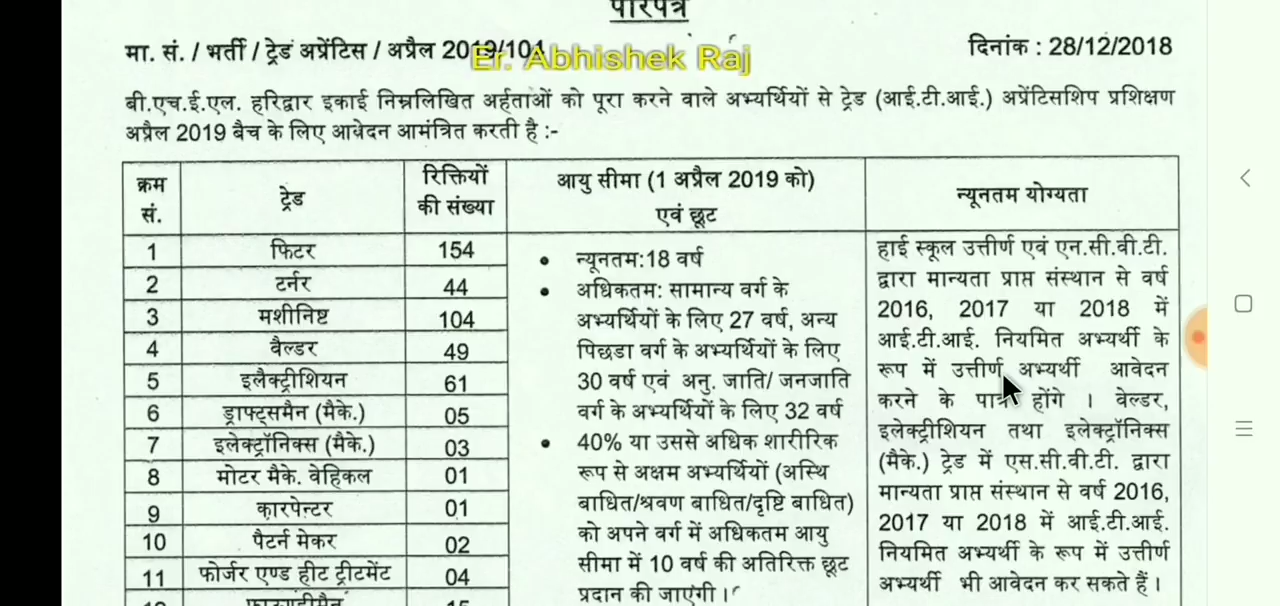 परिपत्र
मा. सं. / भर्ती / ट्रेड अप्रेंटिस / अप्रैल 2019/104
Er. Abhishek Raj
दिनांक : 28/12/2018
बी.एच.ई.एल. हरिद्वार इकाई निम्नलिखित अर्हताओं को पूरा करने वाले अभ्यर्थियों से ट्रेड (आई.टी.आई.) अप्रेंटिसशिप प्रशिक्षण
अप्रैल 2019 बैच के लिए आवेदन आमंत्रित करती है :-
क्रम
सं.
ट्रेड
रिक्तियों
की संख्या
आयु सीमा (1 अप्रैल 2019 को)
एवं छूट
न्यूनतम योग्यता
1 फिटर 154
2 टर्नर 44
3 मशीनिष्ट 104
4 वैल्डर 49
5 इलैक्ट्रीशियन 61
6 ड्राफ्ट्समैन (मैके.) 05
7 इलेक्ट्रॉनिक्स (मैके.) 03
8 मोटर मैके. वेहिकल 01
9 कारपेन्टर 01
10 पैटर्न मेकर 02
11 फोर्जर एण्ड हीट ट्रीटमेंट 04
12 फाउण्ड्रीमैन 15
• न्यूनतम:18 वर्ष
• अधिकतम: सामान्य वर्ग के
अभ्यर्थियों के लिए 27 वर्ष, अन्य
पिछडा वर्ग के अभ्यर्थियों के लिए
30 वर्ष एवं अनु. जाति/ जनजाति
वर्ग के अभ्यर्थियों के लिए 32 वर्ष
• 40% या उससे अधिक शारीरिक
रूप से अक्षम अभ्यर्थियों (अस्थि
बाधित/श्रवण बाधित/दृष्टि बाधित)
को अपने वर्ग में अधिकतम आयु
सीमा में 10 वर्ष की अतिरिक्त छूट
प्रदान की जाएंगी।
हाई स्कूल उत्तीर्ण एवं एन.सी.वी.टी.
द्वारा मान्यता प्राप्त संस्थान से वर्ष
2016, 2017 या 2018 में
आई.टी.आई. नियमित अभ्यर्थी के
रूप में उत्तीर्ण अभ्यर्थी आवेदन
करने के पात्र होंगे । वेल्डर,
इलेक्ट्रीशियन तथा इलेक्ट्रॉनिक्स
(मैके.) ट्रेड में एस.सी.वी.टी. द्वारा
मान्यता प्राप्त संस्थान से वर्ष 2016,
2017 या 2018 में आई.टी.आई.
नियमित अभ्यर्थी के रूप में उत्तीर्ण
अभ्यर्थी भी आवेदन कर सकते हैं ।